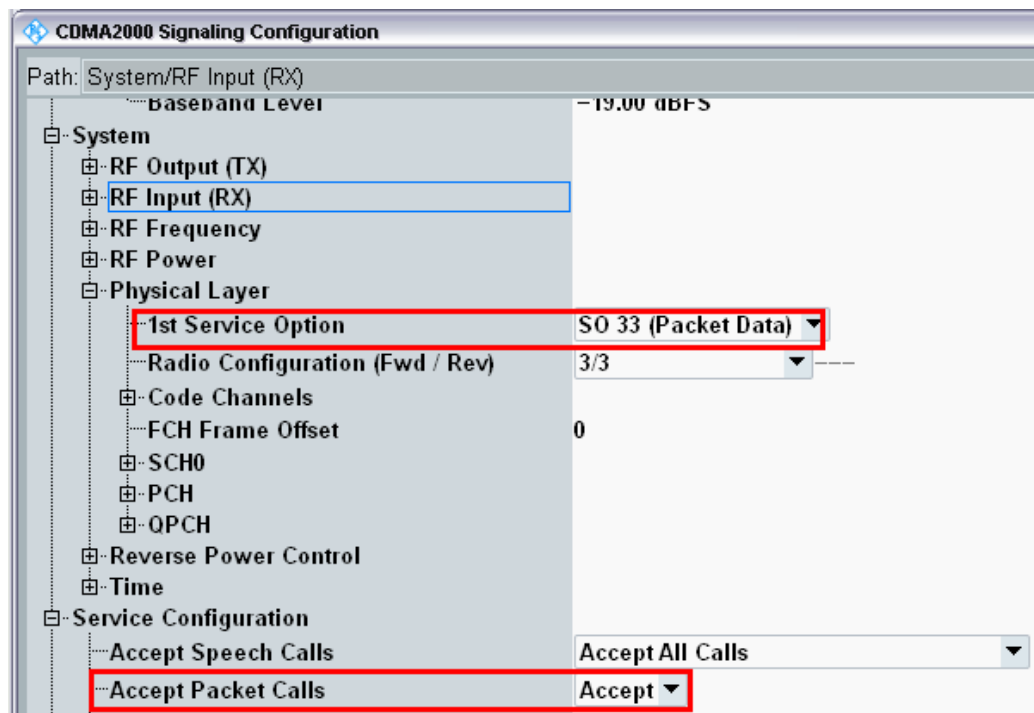 CDMA2000 Signaling Configuration
Path: System/RF Input (RX)
Baseband Level -19.00 dBFS
System
RF Output (TX)
RF Input (RX)
RF Frequency
RF Power
Physical Layer
1st Service Option SO 33 (Packet Data)
Radio Configuration (Fwd / Rev) 3/3 ---
Code Channels
FCH Frame Offset 0
SCH0
PCH
QPCH
Reverse Power Control
Time
Service Configuration
Accept Speech Calls Accept All Calls
Accept Packet Calls Accept